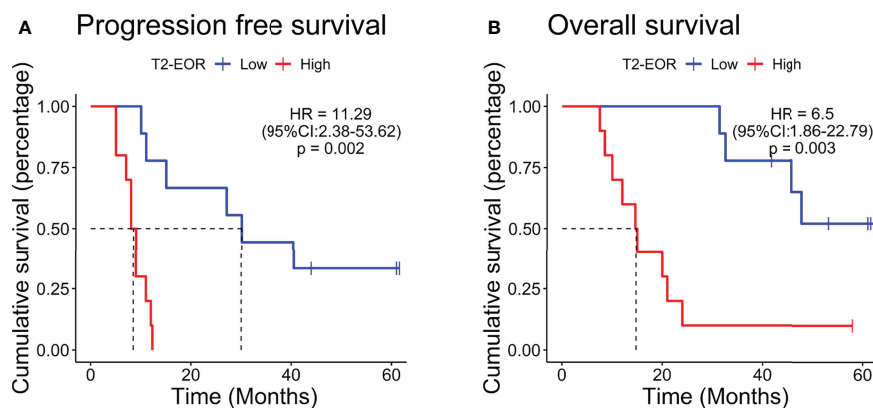 A Progression free survival
T2-EOR Low High
HR = 11.29
(95%CI:2.38-53.62)
p = 0.002
Cumulative survival (percentage)
1.00
0.75
0.50
0.25
0.00
0 20 40 60
Time (Months)
B Overall survival
T2-EOR Low High
HR = 6.5
(95%CI:1.86-22.79)
p = 0.003
Cumulative survival (percentage)
1.00
0.75
0.50
0.25
0.00
0 20 40 60
Time (Months)